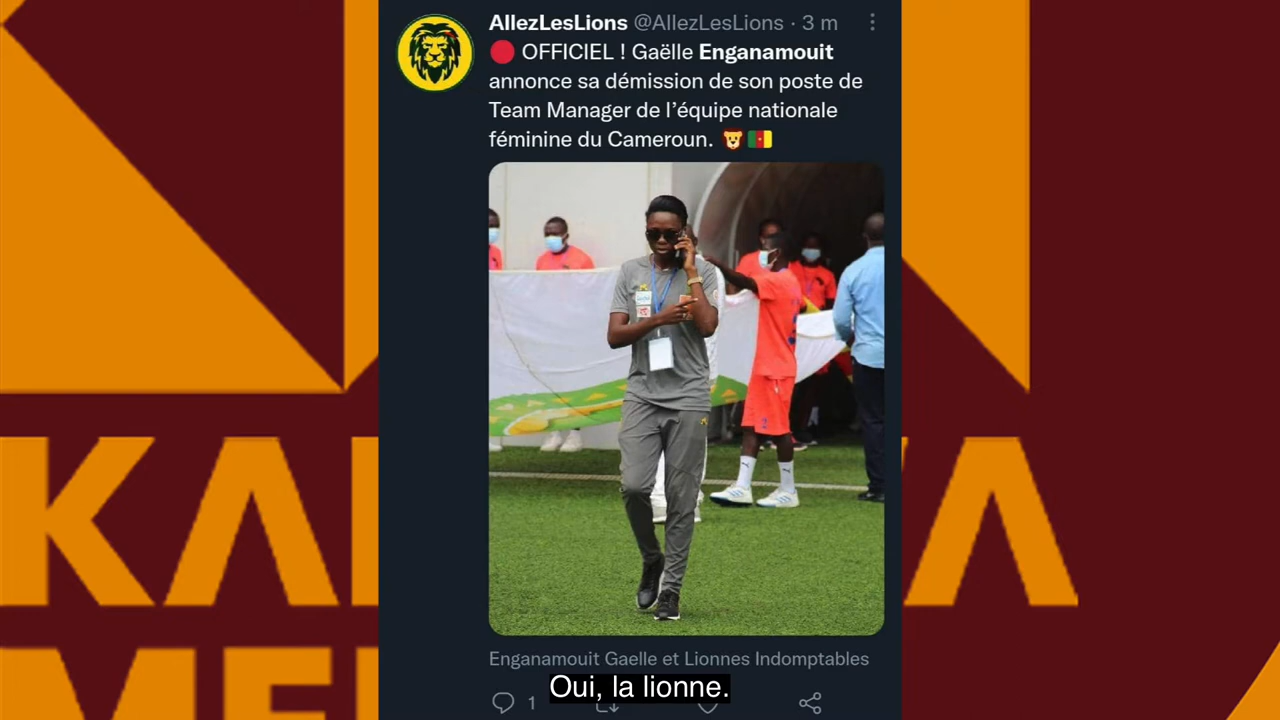 AllezLesLions @AllezLesLions · 3 m
OFFICIEL ! Gaëlle Enganamouit
annonce sa démission de son poste de
Team Manager de l’équipe nationale
féminine du Cameroun.
Enganamouit Gaelle et Lionnes Indomptables
Oui, la lionne.
1